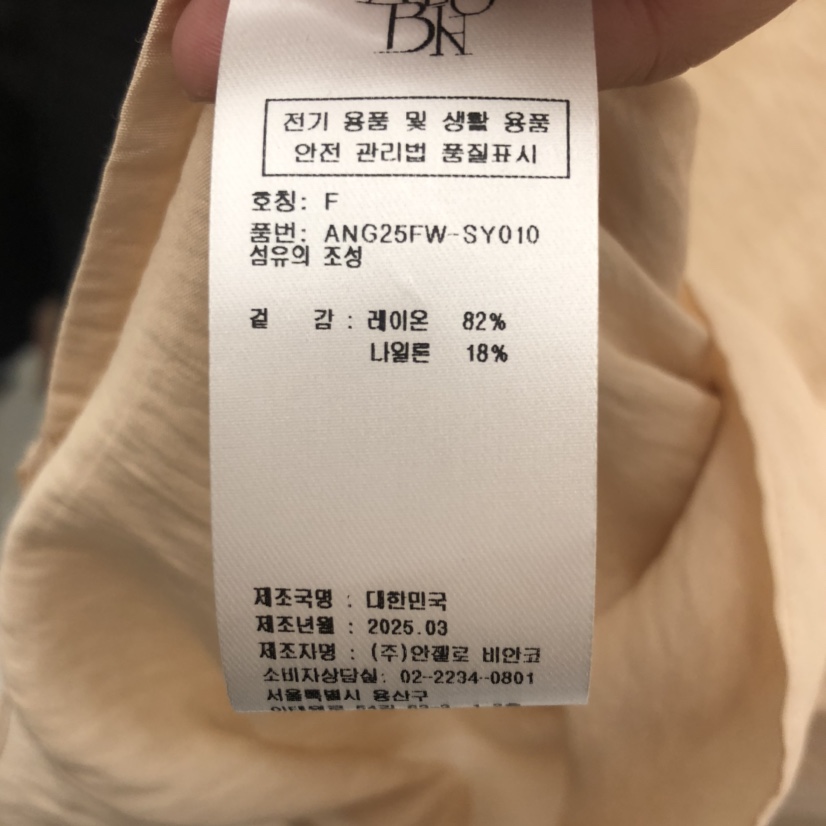 BN
전기 용품 및 생활 용품
안전 관리법 품질표시
호칭: F
품번: ANG25FW-SY010
섬유의 조성
겉 감 : 레이온 82%
나일론 18%
제조국명 : 대한민국
제조년월 : 2025.03
제조자명 : (주)안젤로 비안코
소비자상담실: 02-2234-0801
서울특별시 용산구